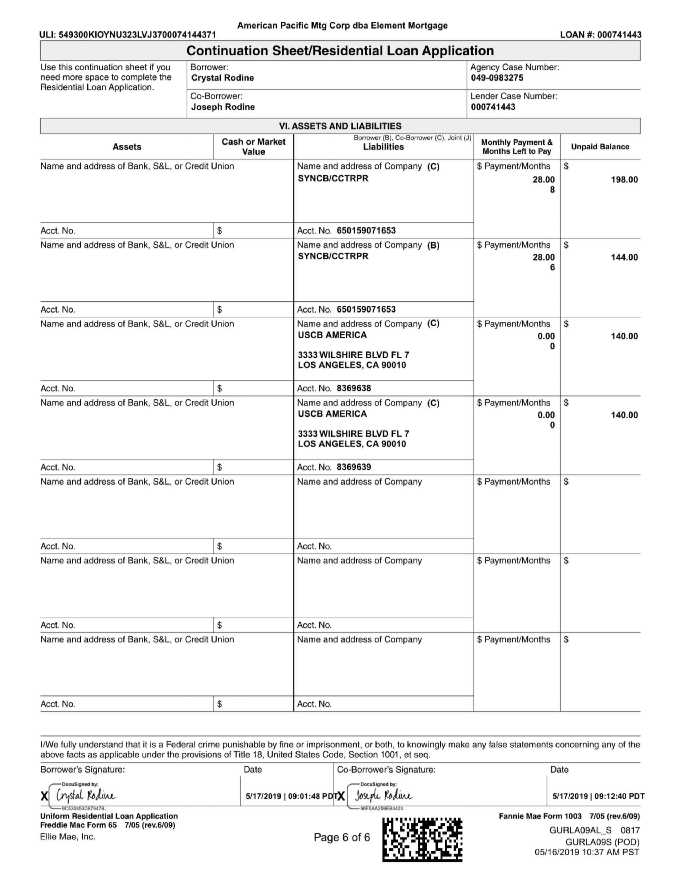 American Pacific Mtg Corp dba Element Mortgage
ULI: 549300KIOYNU323LVJ3700074144371 LOAN #: 000741443
Continuation Sheet/Residential Loan Application
Use this continuation sheet if you need more space to complete the Residential Loan Application.
Borrower:
Crystal Rodine
Agency Case Number:
049-0983275
Co-Borrower:
Joseph Rodine
Lender Case Number:
000741443
VI. ASSETS AND LIABILITIES
Assets
Cash or Market Value
Borrower (B), Co-Borrower (C), Joint (J)
Liabilities
Monthly Payment & Months Left to Pay
Unpaid Balance
Name and address of Bank, S&L, or Credit Union Name and address of Company (C) $ Payment/Months $
SYNCB/CCTRPR 28.00 198.00
8
Acct. No. $ Acct. No. 650159071653
Name and address of Bank, S&L, or Credit Union Name and address of Company (B) $ Payment/Months $
SYNCB/CCTRPR 28.00 144.00
6
Acct. No. $ Acct. No. 650159071653
Name and address of Bank, S&L, or Credit Union Name and address of Company (C) $ Payment/Months $
USCB AMERICA 0.00 140.00
0
3333 WILSHIRE BLVD FL 7
LOS ANGELES, CA 90010
Acct. No. $ Acct. No. 8369638
Name and address of Bank, S&L, or Credit Union Name and address of Company (C) $ Payment/Months $
USCB AMERICA 0.00 140.00
0
3333 WILSHIRE BLVD FL 7
LOS ANGELES, CA 90010
Acct. No. $ Acct. No. 8369639
Name and address of Bank, S&L, or Credit Union Name and address of Company $ Payment/Months $
Acct. No. $ Acct. No.
Name and address of Bank, S&L, or Credit Union Name and address of Company $ Payment/Months $
Acct. No. $ Acct. No.
Name and address of Bank, S&L, or Credit Union Name and address of Company $ Payment/Months $
Acct. No. $ Acct. No.
I/We fully understand that it is a Federal crime punishable by fine or imprisonment, or both, to knowingly make any false statements concerning any of the
above facts as applicable under the provisions of Title 18, United States Code, Section 1001, et seq.
Borrower's Signature: Date Co-Borrower's Signature: Date
DocuSigned by: DocuSigned by:
X Crystal Rodine 5/17/2019 | 09:01:48 PDT X Joseph Rodine 5/17/2019 | 09:12:40 PDT
Uniform Residential Loan Application Fannie Mae Form 1003 7/05 (rev.6/09)
Freddie Mac Form 65 7/05 (rev.6/09)
Ellie Mae, Inc. Page 6 of 6 GURLA09AL_S 0817
GURLA09S (POD)
05/16/2019 10:37 AM PST